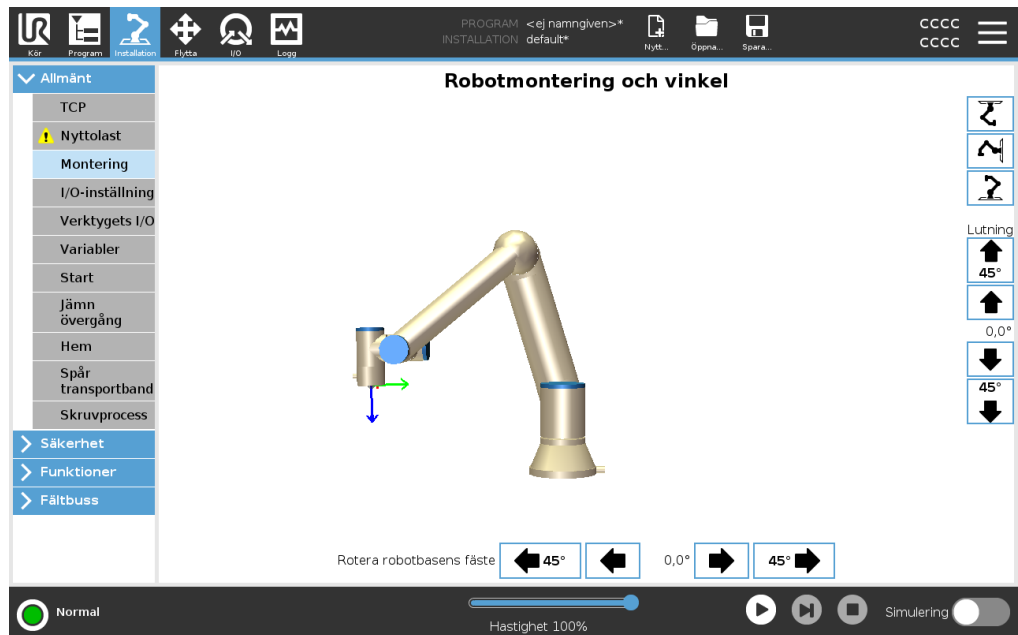 UR
Kör
Program
Installation
Flytta
I/O
Logg
PROGRAM <ej namngiven>*
INSTALLATION default*
Nytt...
Öppna...
Spara...
cccc
cccc
Allmänt
TCP
Nyttolast
Montering
I/O-inställning
Verktygets I/O
Variabler
Start
Jämn
övergång
Hem
Spår
transportband
Skruvprocess
Säkerhet
Funktioner
Fältbuss
Robotmontering och vinkel
Lutning
45°
0,0°
45°
Rotera robotbasens fäste
45°
0,0°
45°
Normal
Hastighet 100%
Simulering